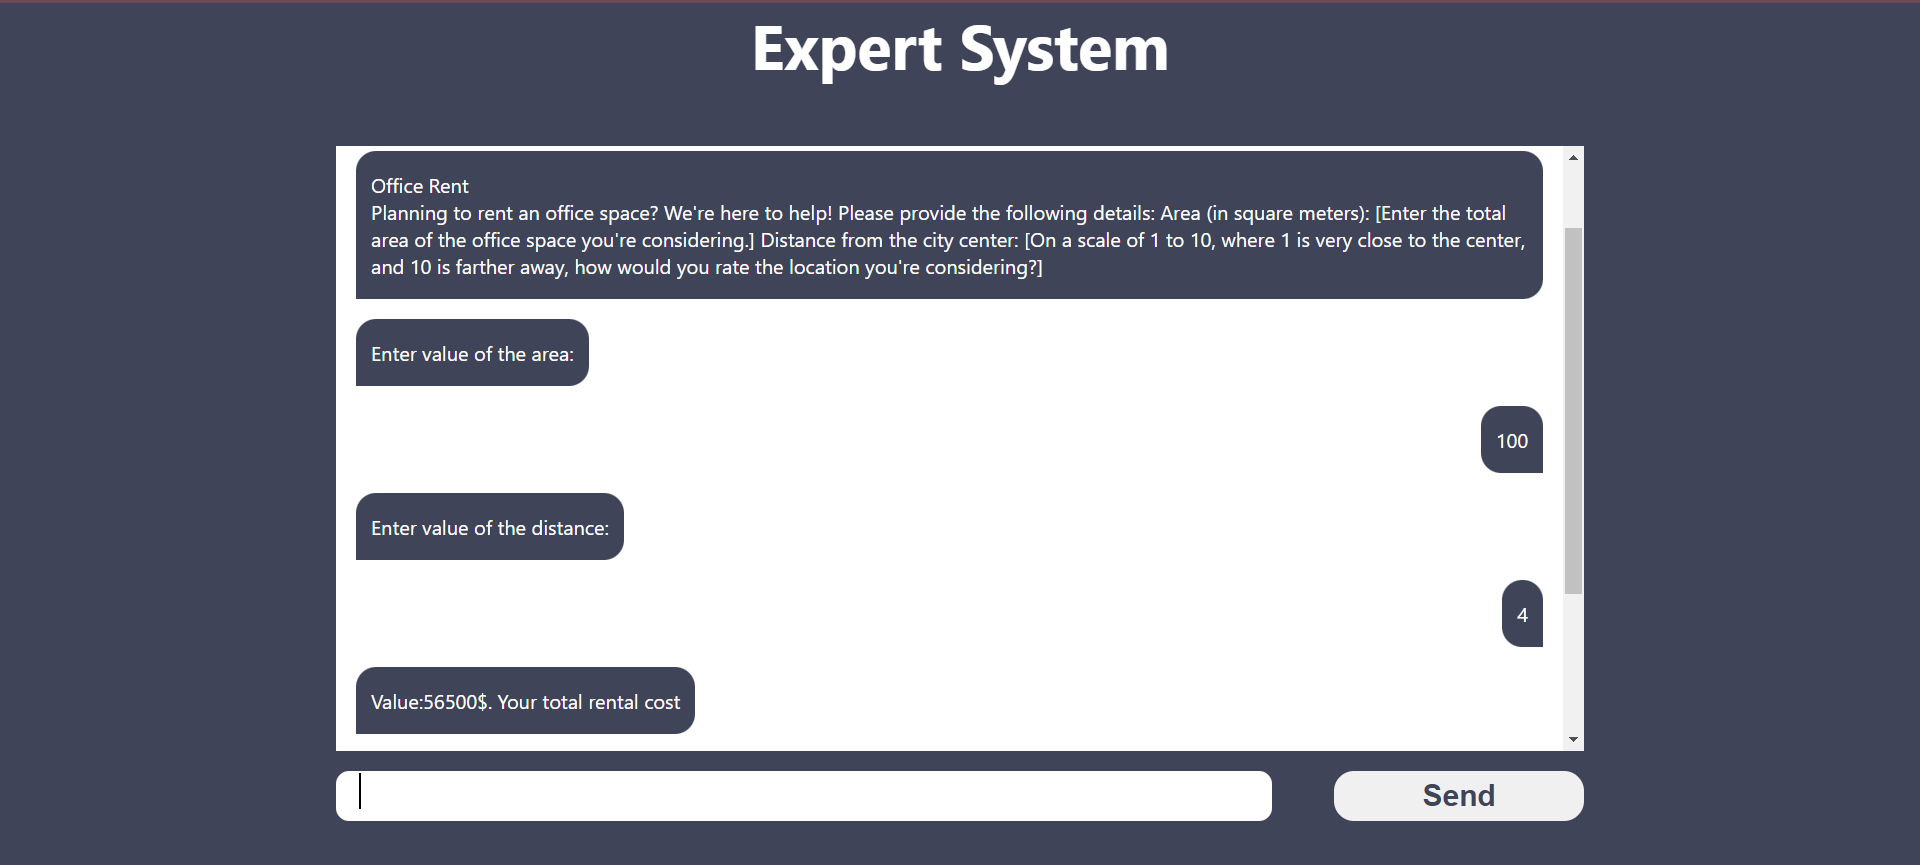 Expert System
Office Rent
Planning to rent an office space? We're here to help! Please provide the following details: Area (in square meters): [Enter the total
area of the office space you're considering.] Distance from the city center: [On a scale of 1 to 10, where 1 is very close to the center,
and 10 is farther away, how would you rate the location you're considering?]
Enter value of the area:
100
Enter value of the distance:
4
Value:56500$. Your total rental cost
Send